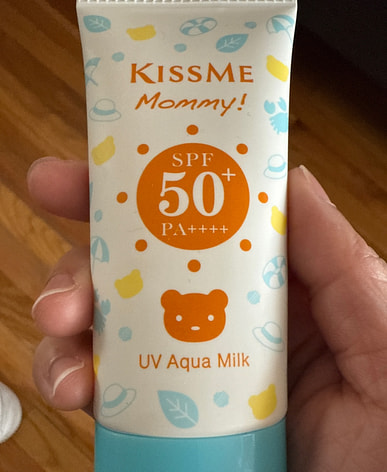 KISSME
Mommy!
SPF
50+
PA++++
UV Aqua Milk